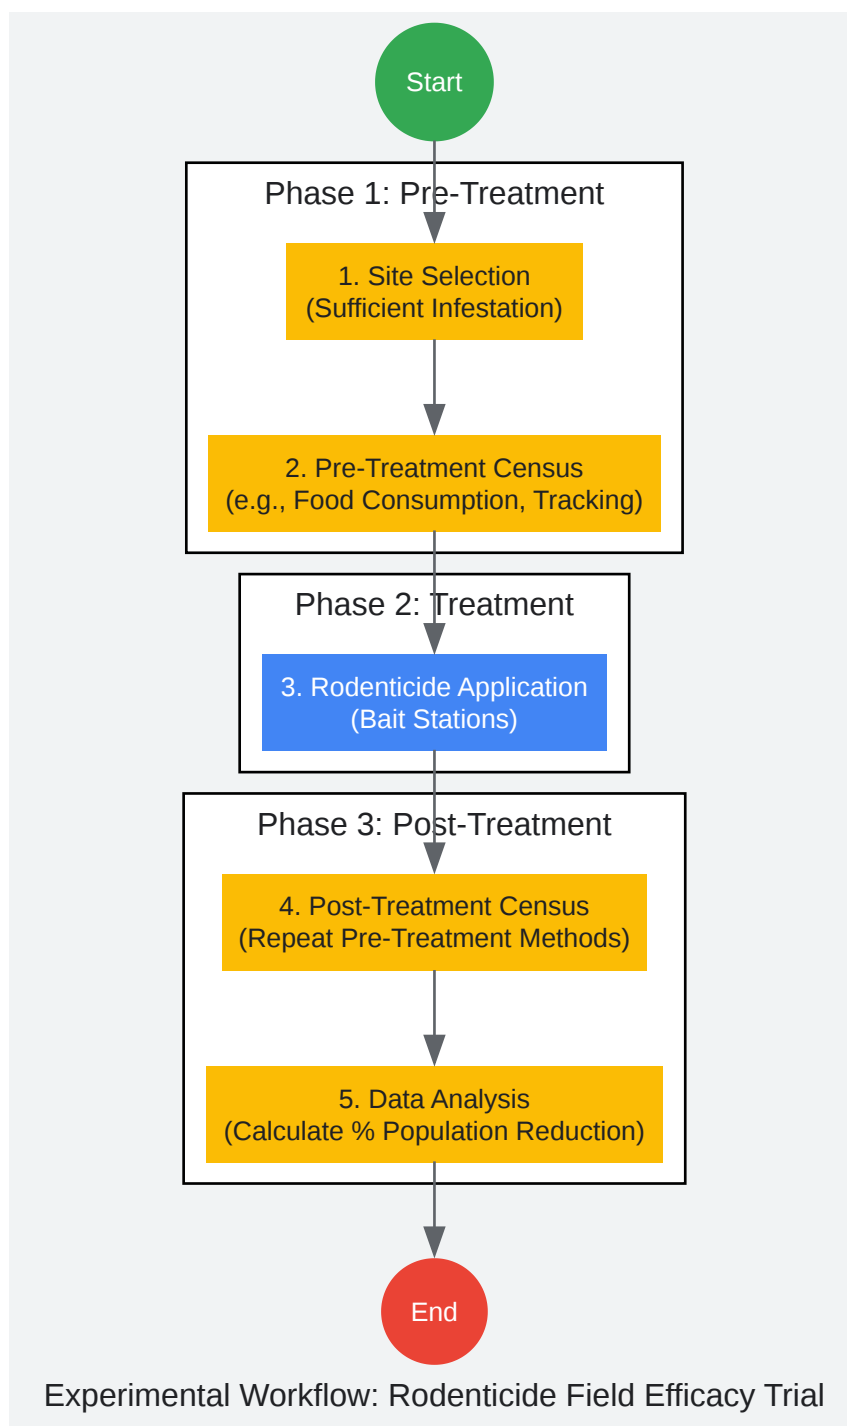 Start
Phase 1: Pre-Treatment
1. Site Selection
(Sufficient Infestation)
2. Pre-Treatment Census
(e.g., Food Consumption, Tracking)
Phase 2: Treatment
3. Rodenticide Application
(Bait Stations)
Phase 3: Post-Treatment
4. Post-Treatment Census
(Repeat Pre-Treatment Methods)
5. Data Analysis
(Calculate % Population Reduction)
End
Experimental Workflow: Rodenticide Field Efficacy Trial